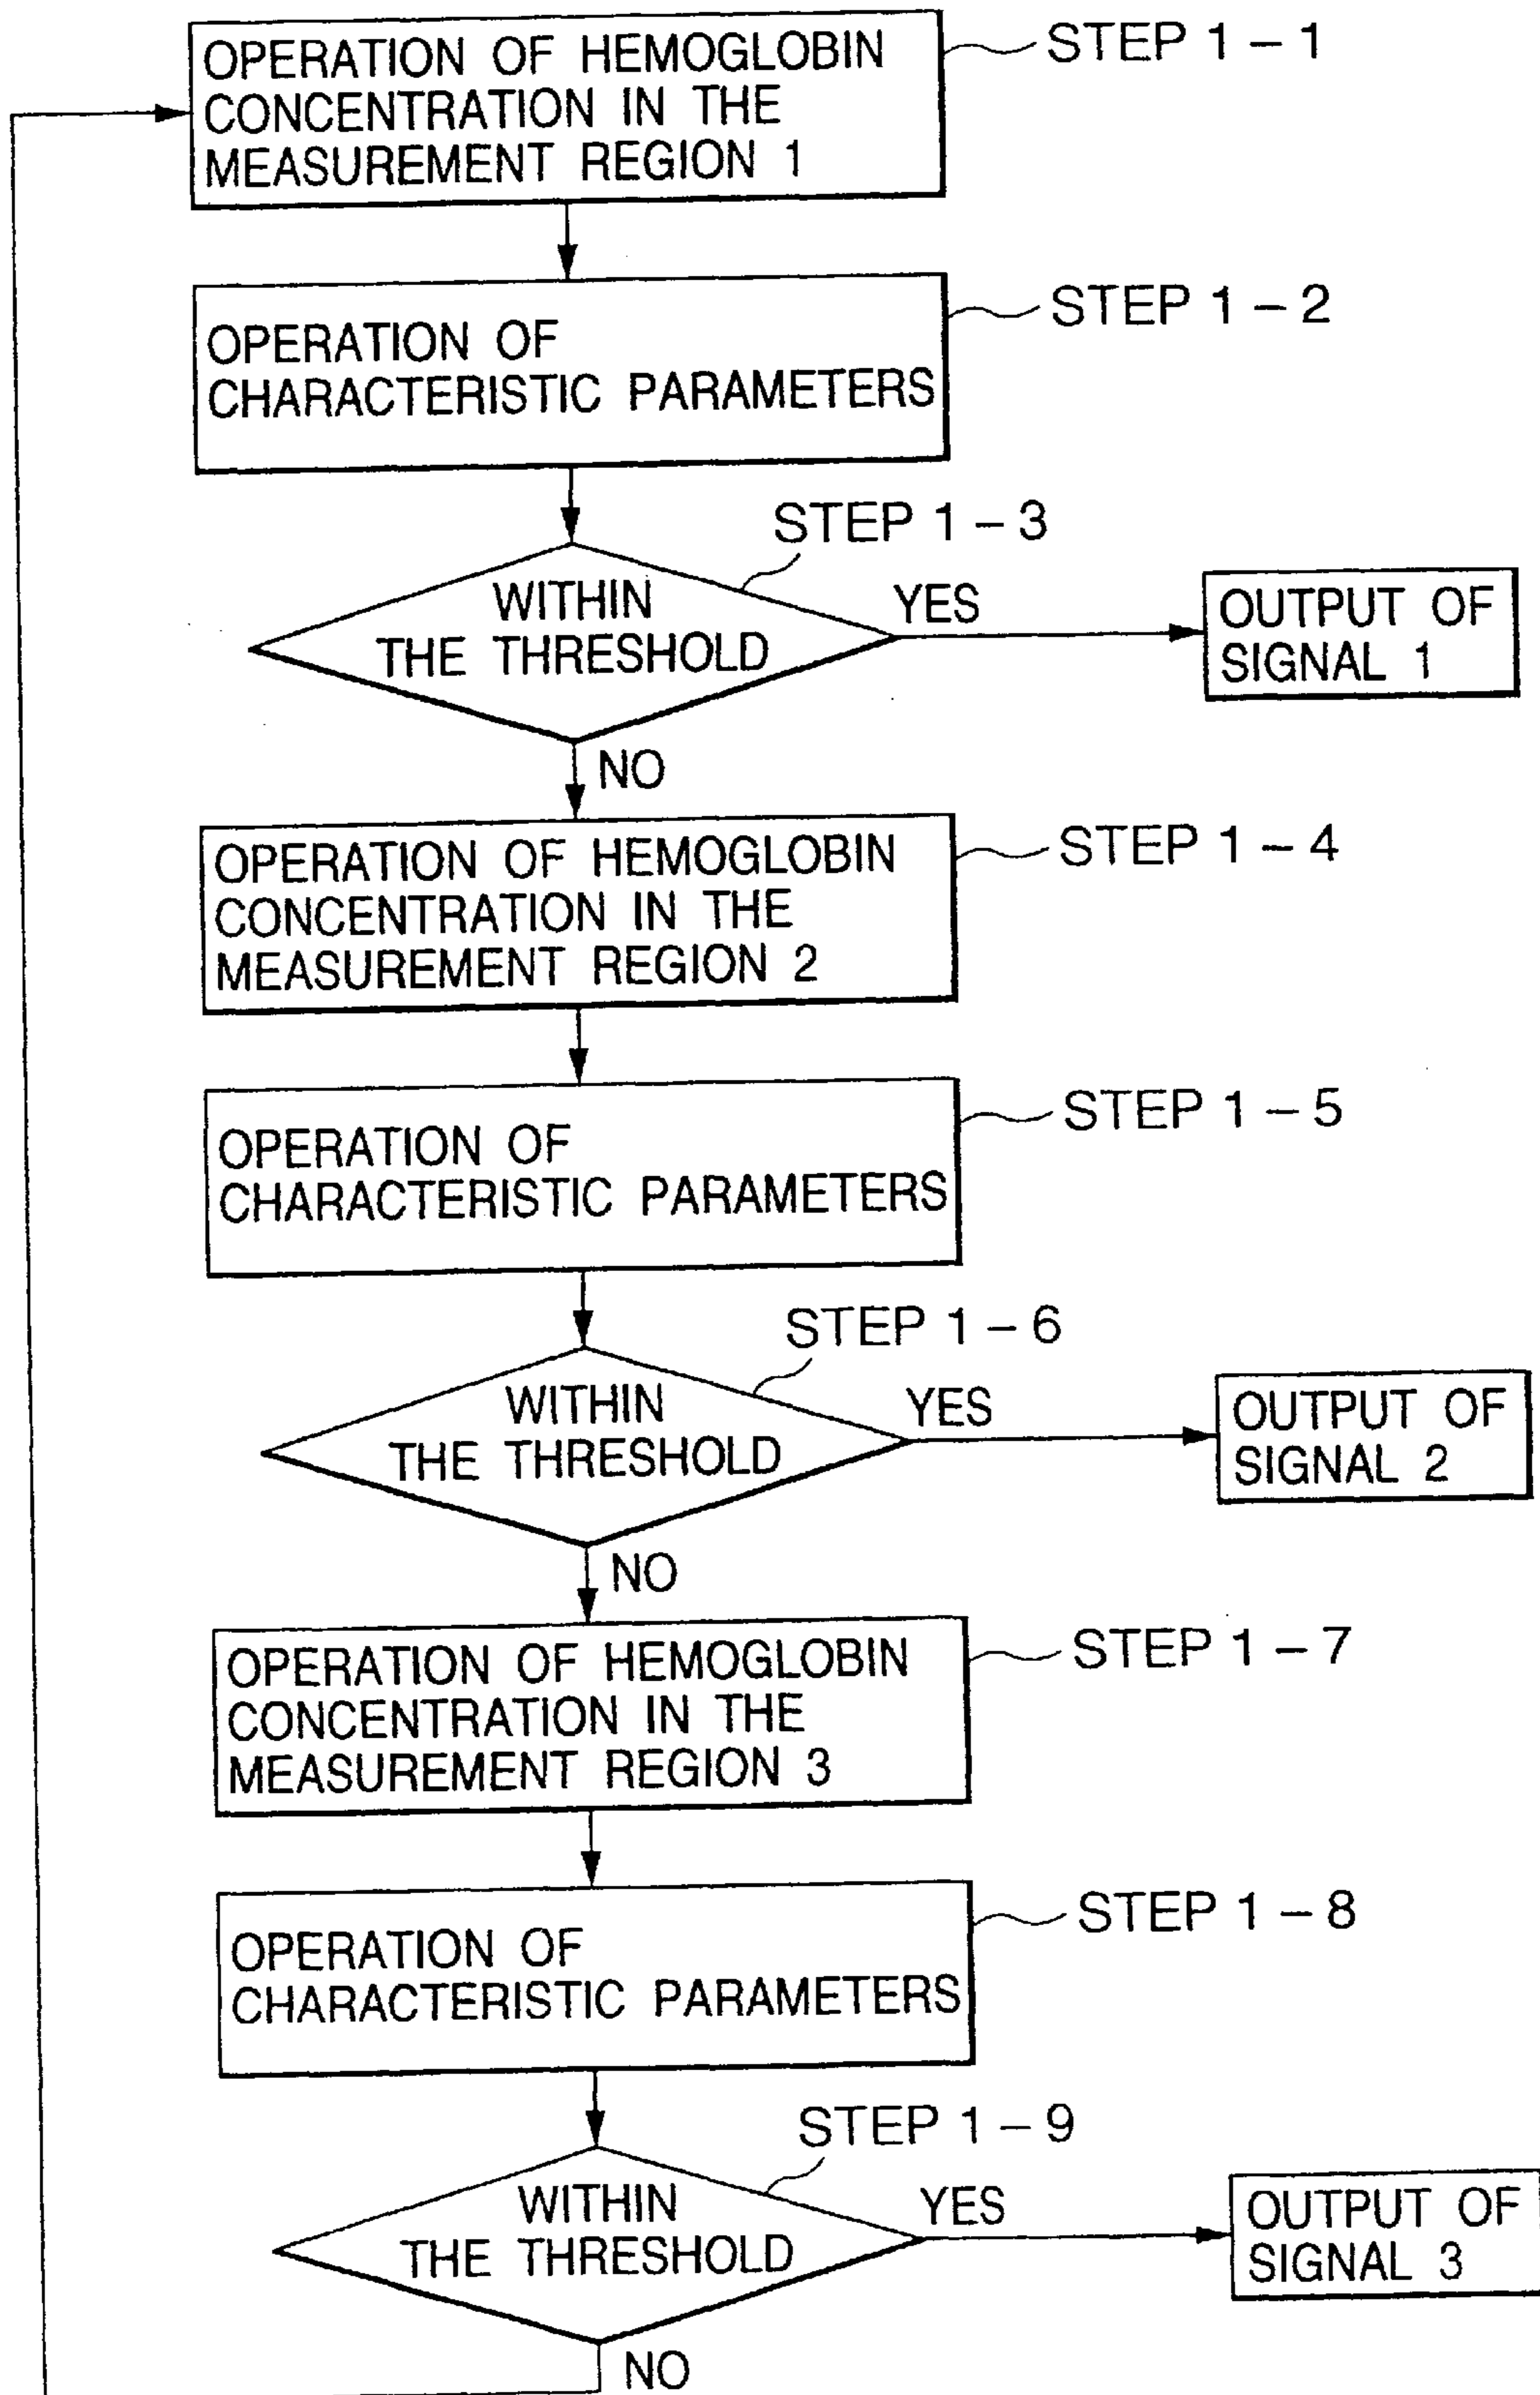 OPERATION OF HEMOGLOBIN
CONCENTRATION IN THE
MEASUREMENT REGION 1
STEP 1 – 1
OPERATION OF
CHARACTERISTIC PARAMETERS
STEP 1 – 2
STEP 1 – 3
WITHIN
THE THRESHOLD
YES
OUTPUT OF
SIGNAL 1
NO
OPERATION OF HEMOGLOBIN
CONCENTRATION IN THE
MEASUREMENT REGION 2
STEP 1 – 4
OPERATION OF
CHARACTERISTIC PARAMETERS
STEP 1 – 5
STEP 1 – 6
WITHIN
THE THRESHOLD
YES
OUTPUT OF
SIGNAL 2
NO
OPERATION OF HEMOGLOBIN
CONCENTRATION IN THE
MEASUREMENT REGION 3
STEP 1 – 7
OPERATION OF
CHARACTERISTIC PARAMETERS
STEP 1 – 8
STEP 1 – 9
WITHIN
THE THRESHOLD
YES
OUTPUT OF
SIGNAL 3
NO